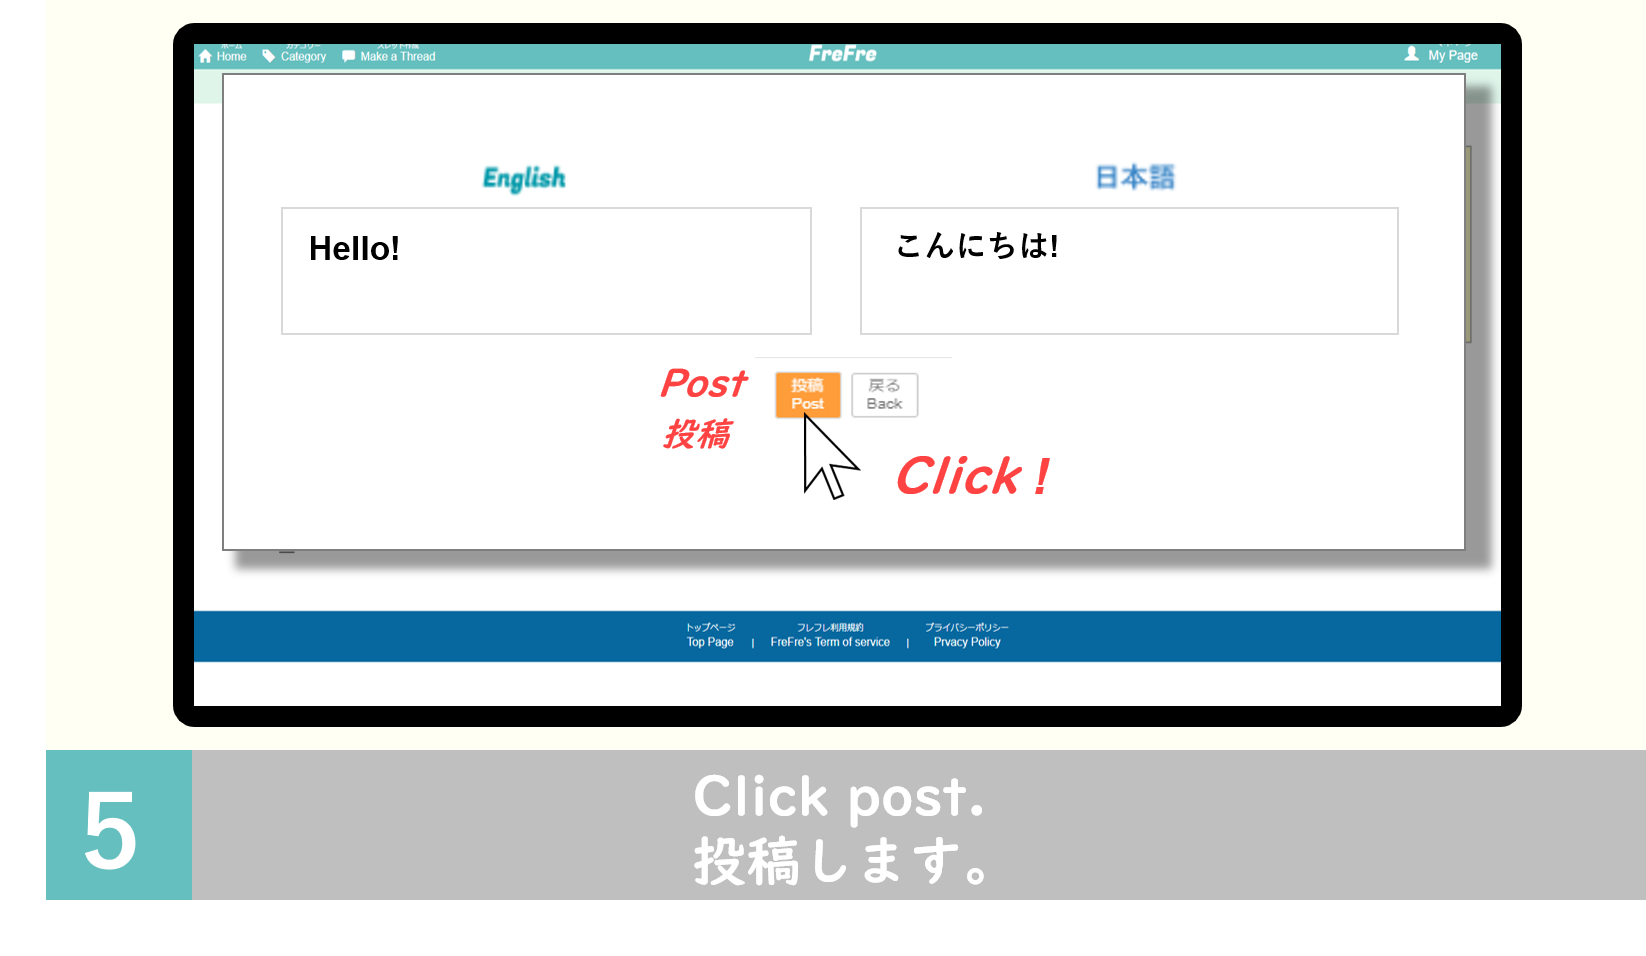 Home
カテゴリー
Category
スレッド作成
Make a Thread
FreFre
My Page
English
日本語
Hello!
こんにちは!
Post
投稿
投稿
Post
戻る
Back
Click !
トップページ
Top Page
|
フレフレ利用規約
FreFre's Term of service
|
プライバシーポリシー
Prvacy Policy
5
Click post.
投稿します。